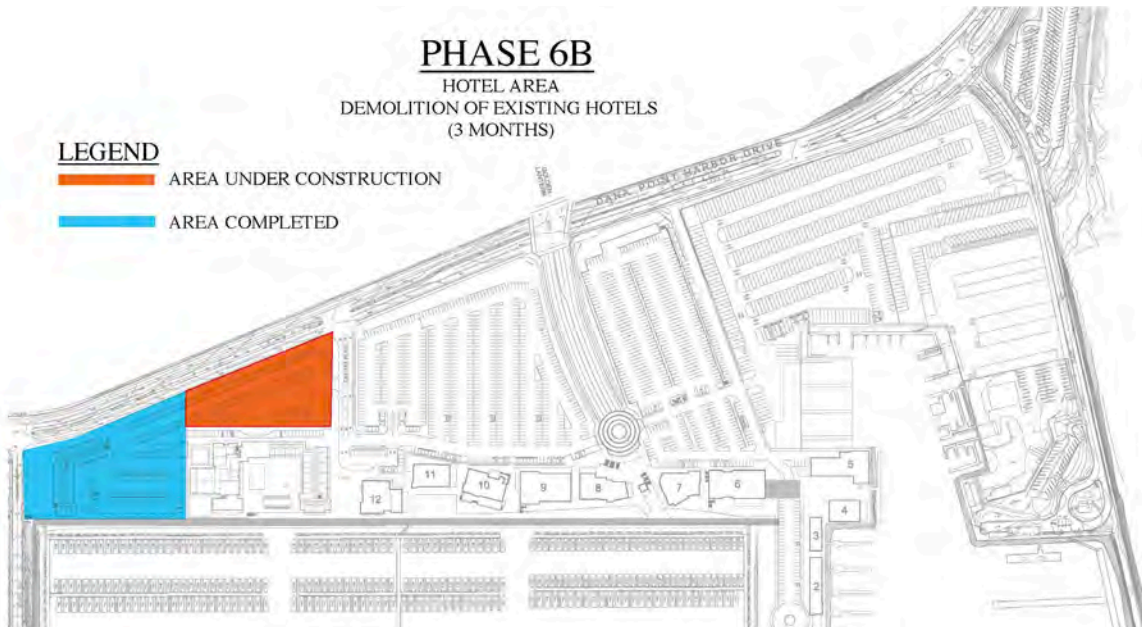 PHASE 6B
HOTEL AREA
DEMOLITION OF EXISTING HOTELS
(3 MONTHS)
LEGEND
AREA UNDER CONSTRUCTION
AREA COMPLETED
DANA POINT HARBOR DRIVE
12
11
10
9
8
7
6
5
4
3
2